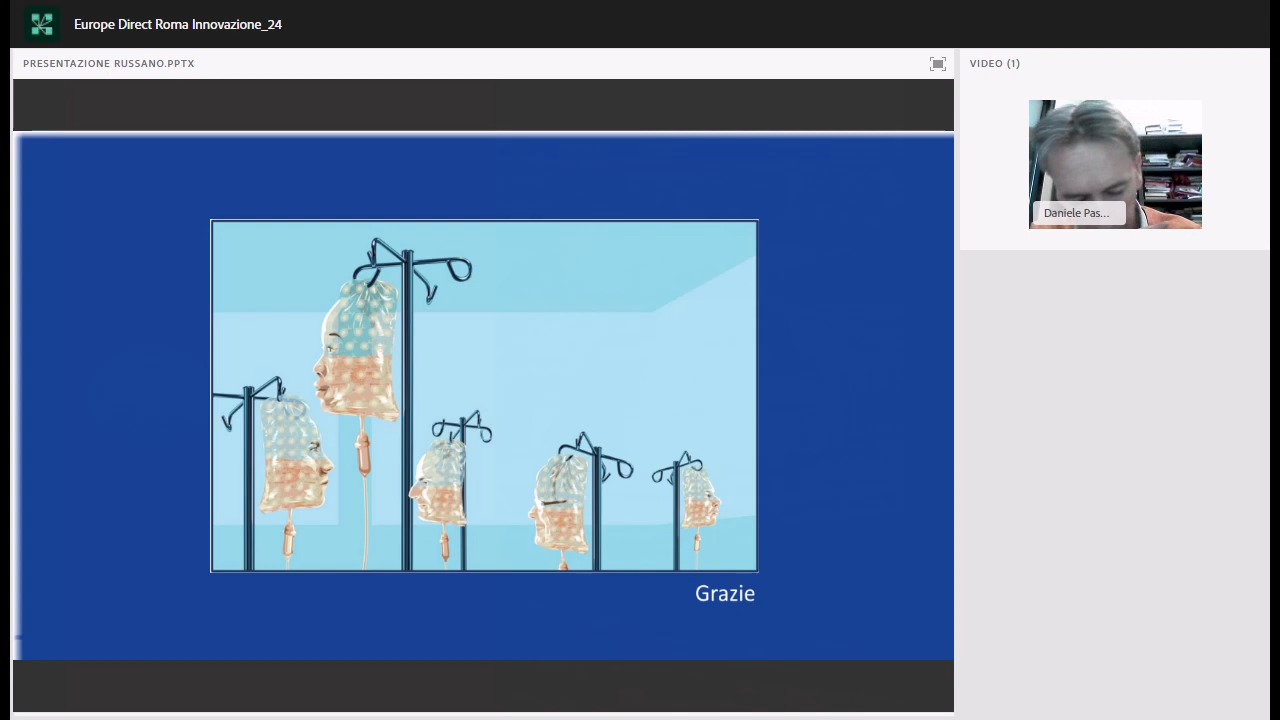 Europe Direct Roma Innovazione_24
PRESENTAZIONE RUSSANO.PPTX
VIDEO (1)
Daniele Pas...
Grazie